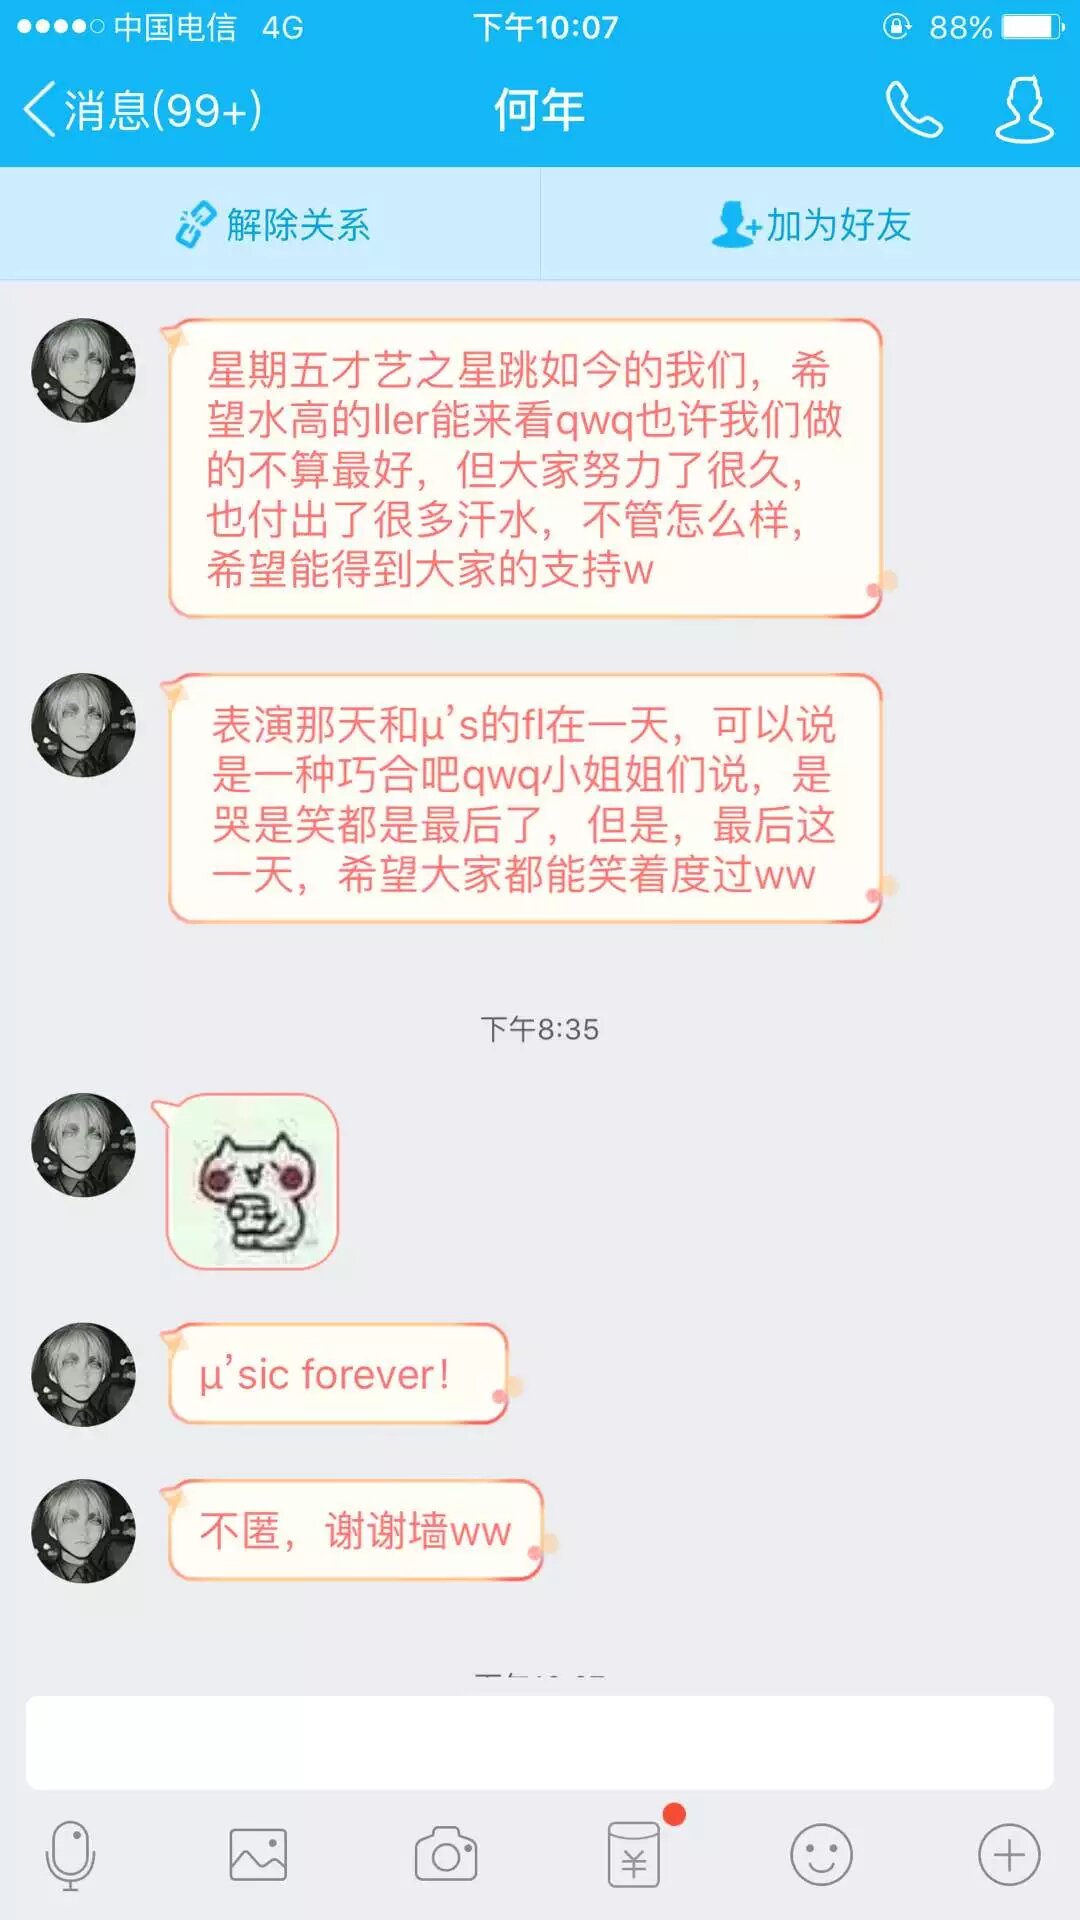 中国电信 4G 下午10:07 88%
消息(99+) 何年
解除关系 加为好友
星期五才艺之星跳如今的我们，希
望水高的ller能来看qwq也许我们做
的不算最好，但大家努力了很久，
也付出了很多汗水，不管怎么样，
希望能得到大家的支持w
表演那天和μ's的fl在一天，可以说
是一种巧合吧qwq小姐姐们说，是
哭是笑都是最后了，但是，最后这
一天，希望大家都能笑着度过ww
下午8:35
μ'sic forever！
不匿，谢谢墙ww